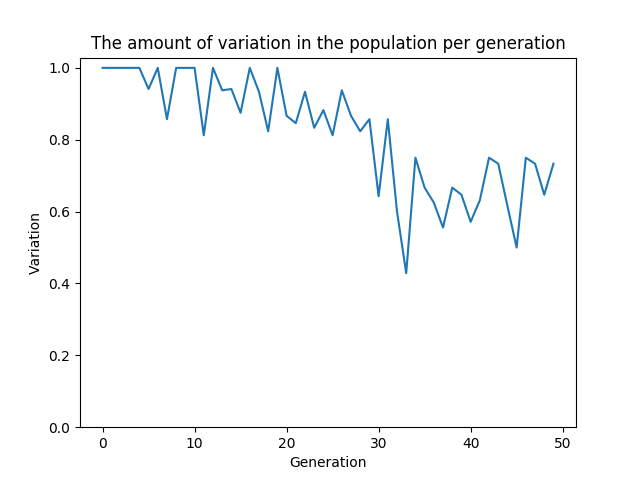 The amount of variation in the population per generation
1.0
0.8
0.6
0.4
0.2
0.0
Variation
0 10 20 30 40 50
Generation